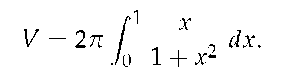 V = 2π ∫₀¹ x / (1 + x²) dx.